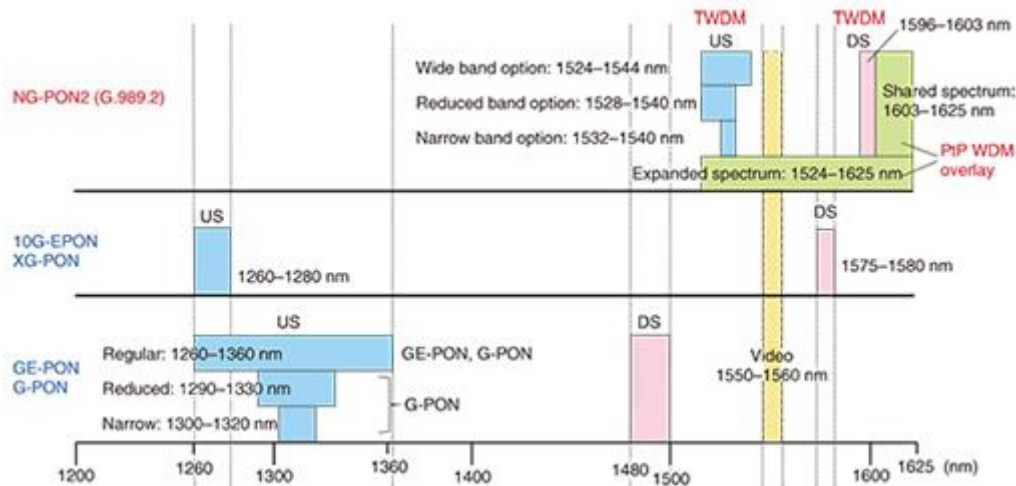 TWDM
TWDM
1596–1603 nm
US
DS
Wide band option: 1524–1544 nm
NG-PON2 (G.989.2)
Reduced band option: 1528–1540 nm
Shared spectrum:
1603–1625 nm
Narrow band option: 1532–1540 nm
PtP WDM
overlay
Expanded spectrum: 1524–1625 nm
US
DS
10G-EPON
XG-PON
1260–1280 nm
1575–1580 nm
US
DS
Regular: 1260–1360 nm
GE-PON, G-PON
GE-PON
G-PON
Video
1550–1560 nm
Reduced: 1290–1330 nm
G-PON
Narrow: 1300–1320 nm
1200
1260
1300
1360
1400
1480
1500
1600
1625 (nm)